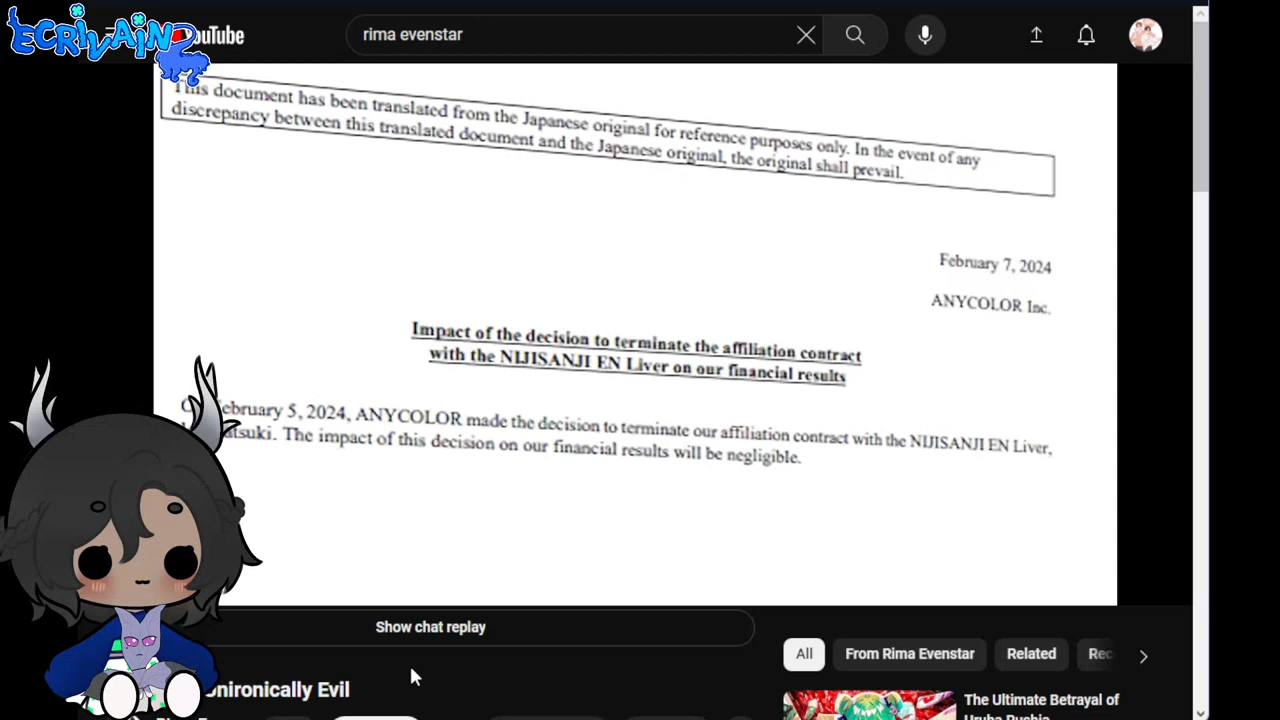 ECRIVAIN
YouTube
rima evenstar
This document has been translated from the Japanese original for reference purposes only. In the event of any
discrepancy between this translated document and the Japanese original, the original shall prevail.
February 7, 2024
ANYCOLOR Inc.
Impact of the decision to terminate the affiliation contract
with the NIJISANJI EN Liver on our financial results
February 5, 2024, ANYCOLOR made the decision to terminate our affiliation contract with the NIJISANJI EN Liver,
The impact of this decision on our financial results will be negligible.
Show chat replay
All
From Rima Evenstar
Related
Rec
Evil
The Ultimate Betrayal of